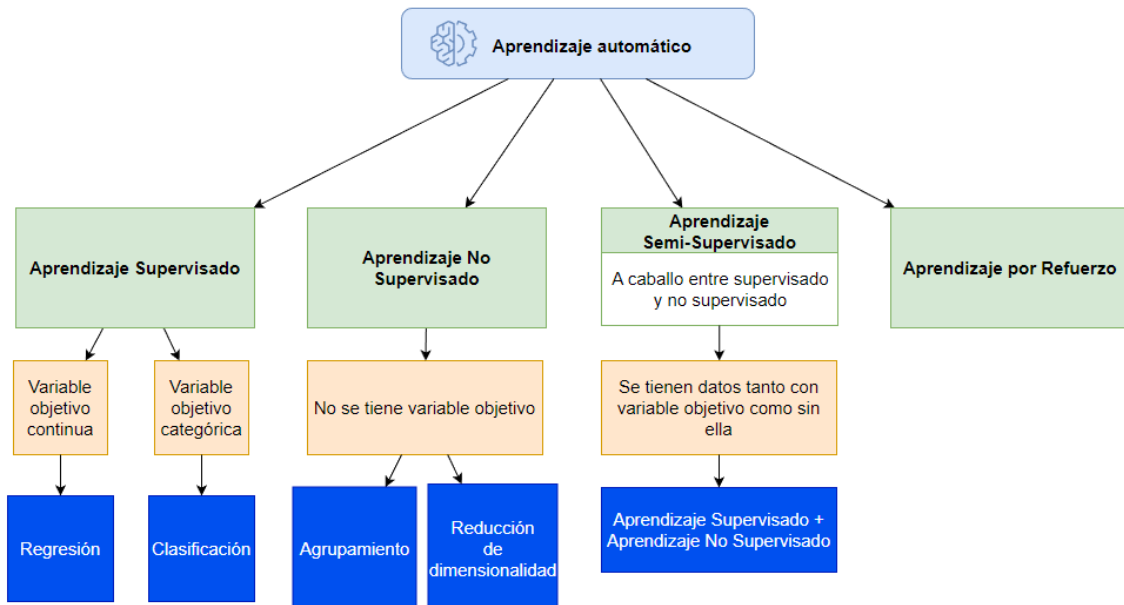 Aprendizaje automático
Aprendizaje Supervisado
Aprendizaje No
Supervisado
Aprendizaje
Semi-Supervisado
A caballo entre supervisado
y no supervisado
Aprendizaje por Refuerzo
Variable
objetivo
continua
Variable
objetivo
categórica
No se tiene variable objetivo
Se tienen datos tanto con
variable objetivo como sin
ella
Regresión
Clasificación
Agrupamiento
Reducción
de
dimensionalidad
Aprendizaje Supervisado +
Aprendizaje No Supervisado